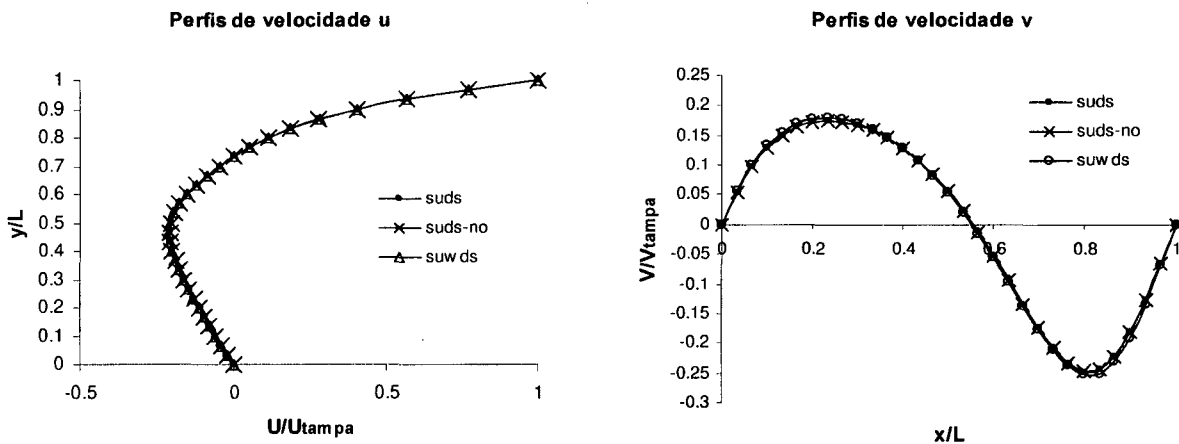 Perfis de velocidade u
1
0.9
0.8
0.7
0.6
0.5
0.4
0.3
0.2
0.1
0
y/L
-0.5
0
0.5
1
U/Utampa
suds
suds-no
suw ds
Perfis de velocidade v
0.25
0.2
0.15
0.1
0.05
0
-0.05
-0.1
-0.15
-0.2
-0.25
-0.3
V/Vtampa
0
0.2
0.4
0.6
0.8
1
x/L
suds
suds-no
suw ds